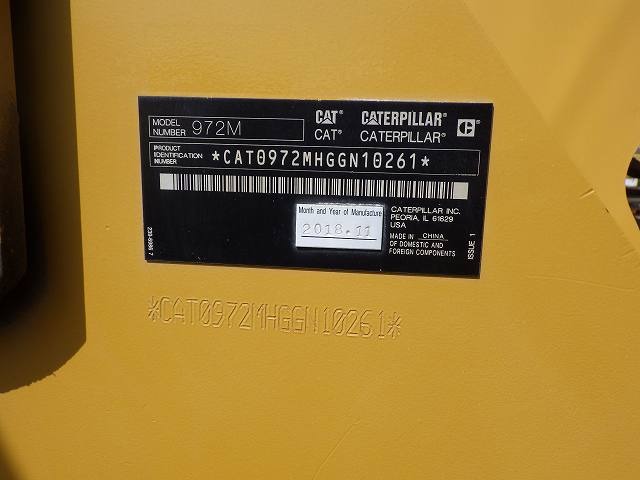 MODEL NUMBER 972M
CAT® CATERPILLAR®
CAT® CATERPILLAR®
PRODUCT IDENTIFICATION NUMBER *CAT0972MHGGN10261*
Month and Year of Manufacture
2018.11
CATERPILLAR INC.
PEORIA, IL 61629
USA
MADE IN CHINA
OF DOMESTIC AND
FOREIGN COMPONENTS
ISSUE 1
*CAT0972MHGGN10261*